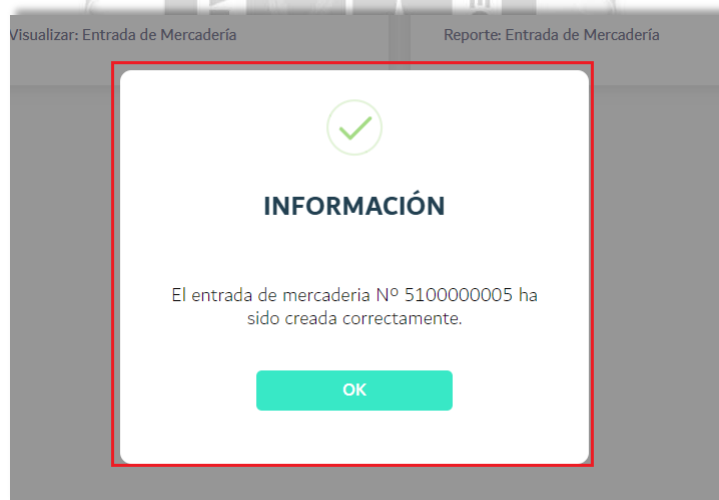 Visualizar: Entrada de Mercadería
Reporte: Entrada de Mercadería
INFORMACIÓN
El entrada de mercaderia Nº 5100000005 ha
sido creada correctamente.
OK